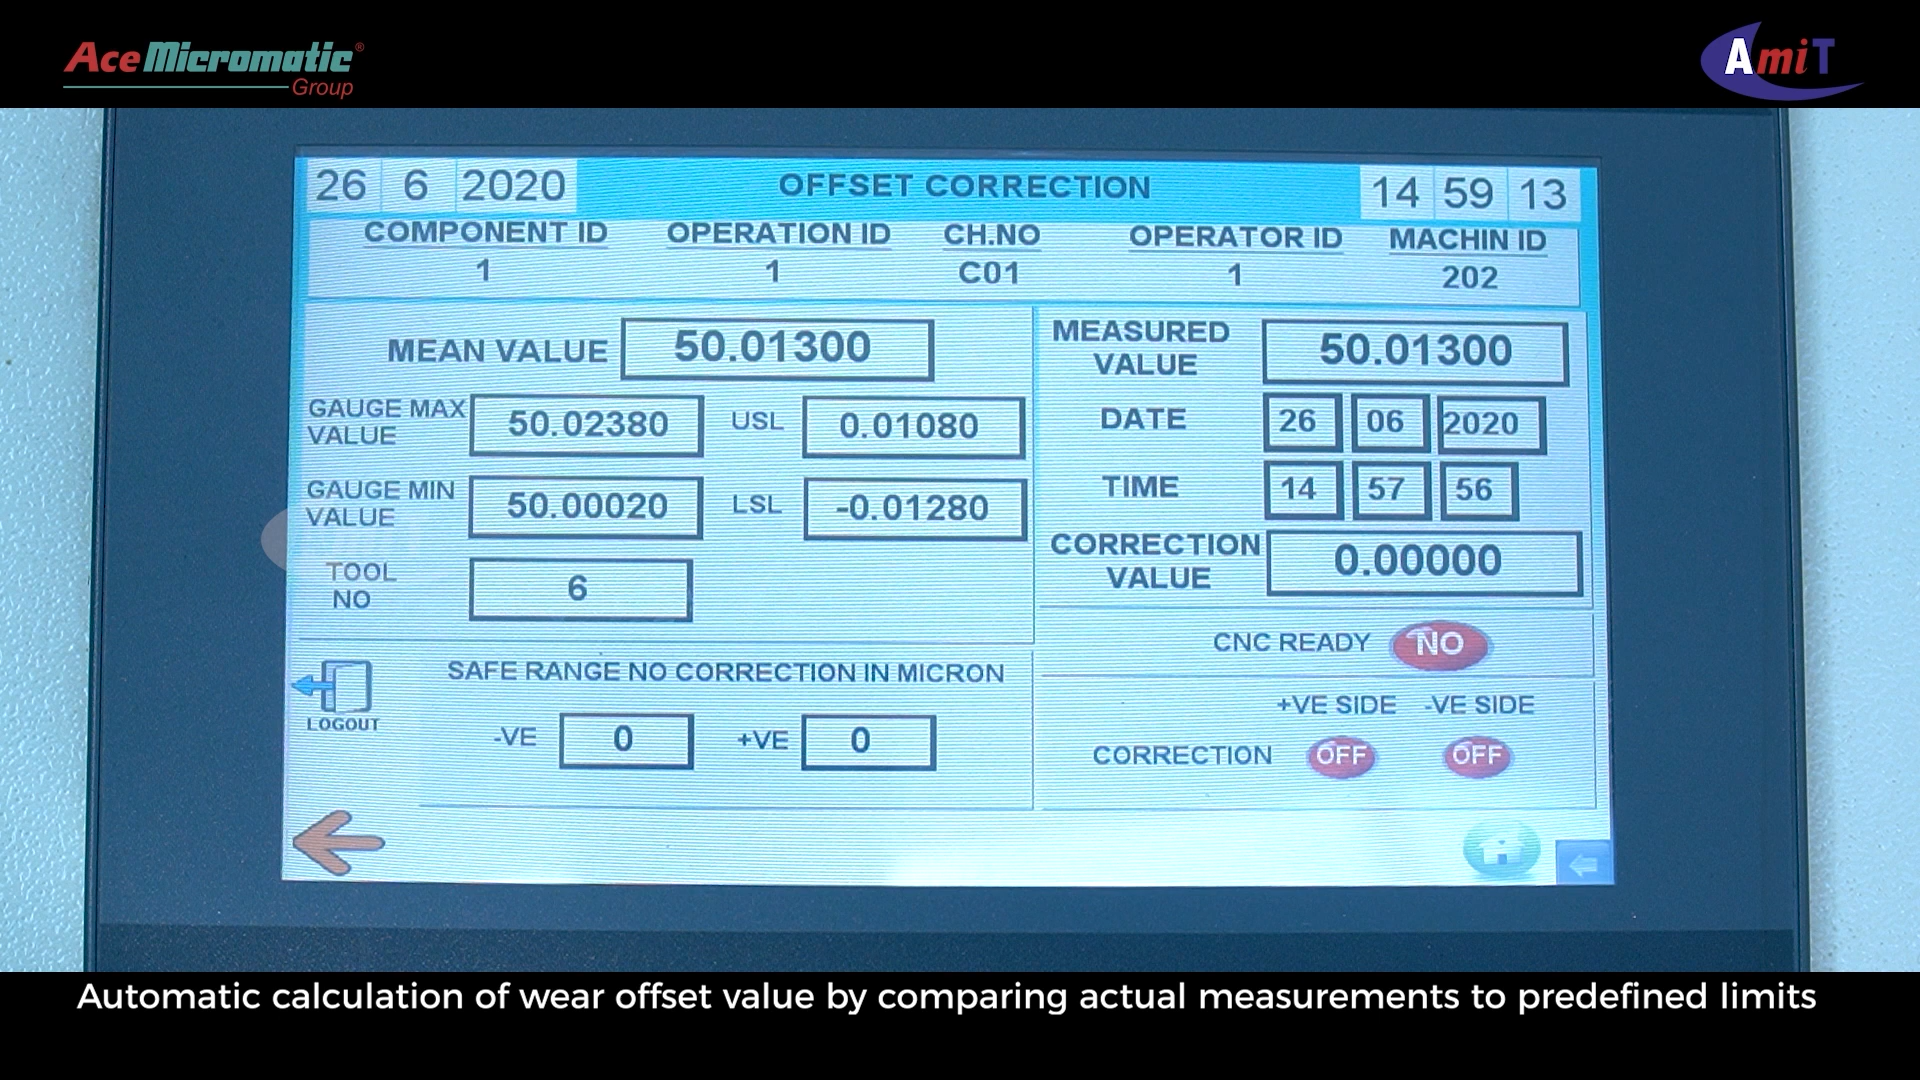 Ace Micromatic®
Group
AmiT
26 6 2020 OFFSET CORRECTION 14 59 13
COMPONENT ID OPERATION ID CH.NO OPERATOR ID MACHIN ID
1 1 C01 1 202
MEAN VALUE 50.01300
GAUGE MAX VALUE 50.02380 USL 0.01080
GAUGE MIN VALUE 50.00020 LSL -0.01280
TOOL NO 6
MEASURED VALUE 50.01300
DATE 26 06 2020
TIME 14 57 56
CORRECTION VALUE 0.00000
LOGOUT
SAFE RANGE NO CORRECTION IN MICRON
-VE 0 +VE 0
CNC READY NO
+VE SIDE -VE SIDE
CORRECTION OFF OFF
Automatic calculation of wear offset value by comparing actual measurements to predefined limits